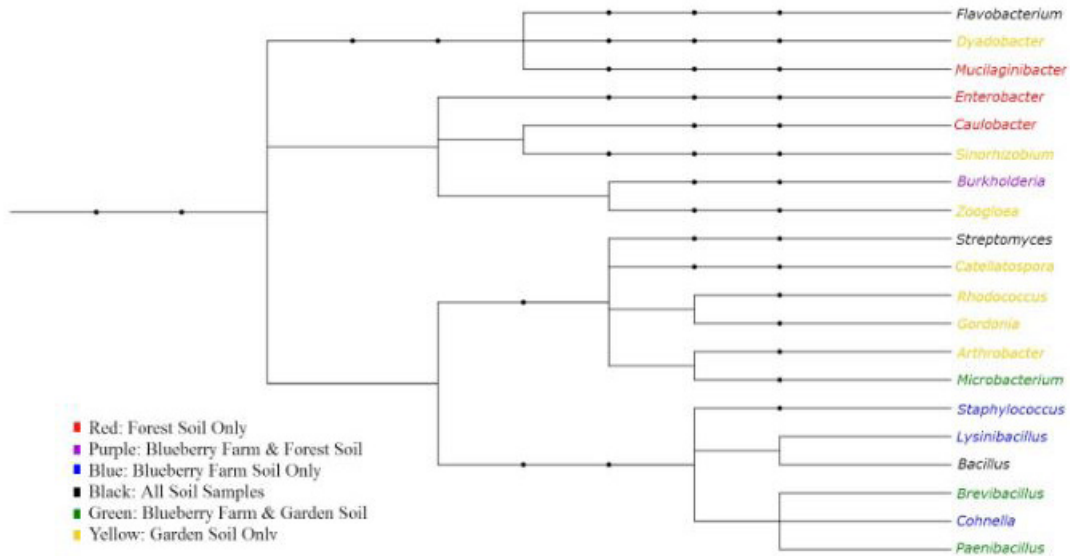 Flavobacterium
Dyadobacter
Mucilaginibacter
Enterobacter
Caulobacter
Sinorhizobium
Burkholderia
Zoogloea
Streptomyces
Catellatospora
Rhodococcus
Gordonia
Arthrobacter
Microbacterium
Staphylococcus
Lysinibacillus
Bacillus
Brevibacillus
Cohnella
Paenibacillus
Red: Forest Soil Only
Purple: Blueberry Farm & Forest Soil
Blue: Blueberry Farm Soil Only
Black: All Soil Samples
Green: Blueberry Farm & Garden Soil
Yellow: Garden Soil Only